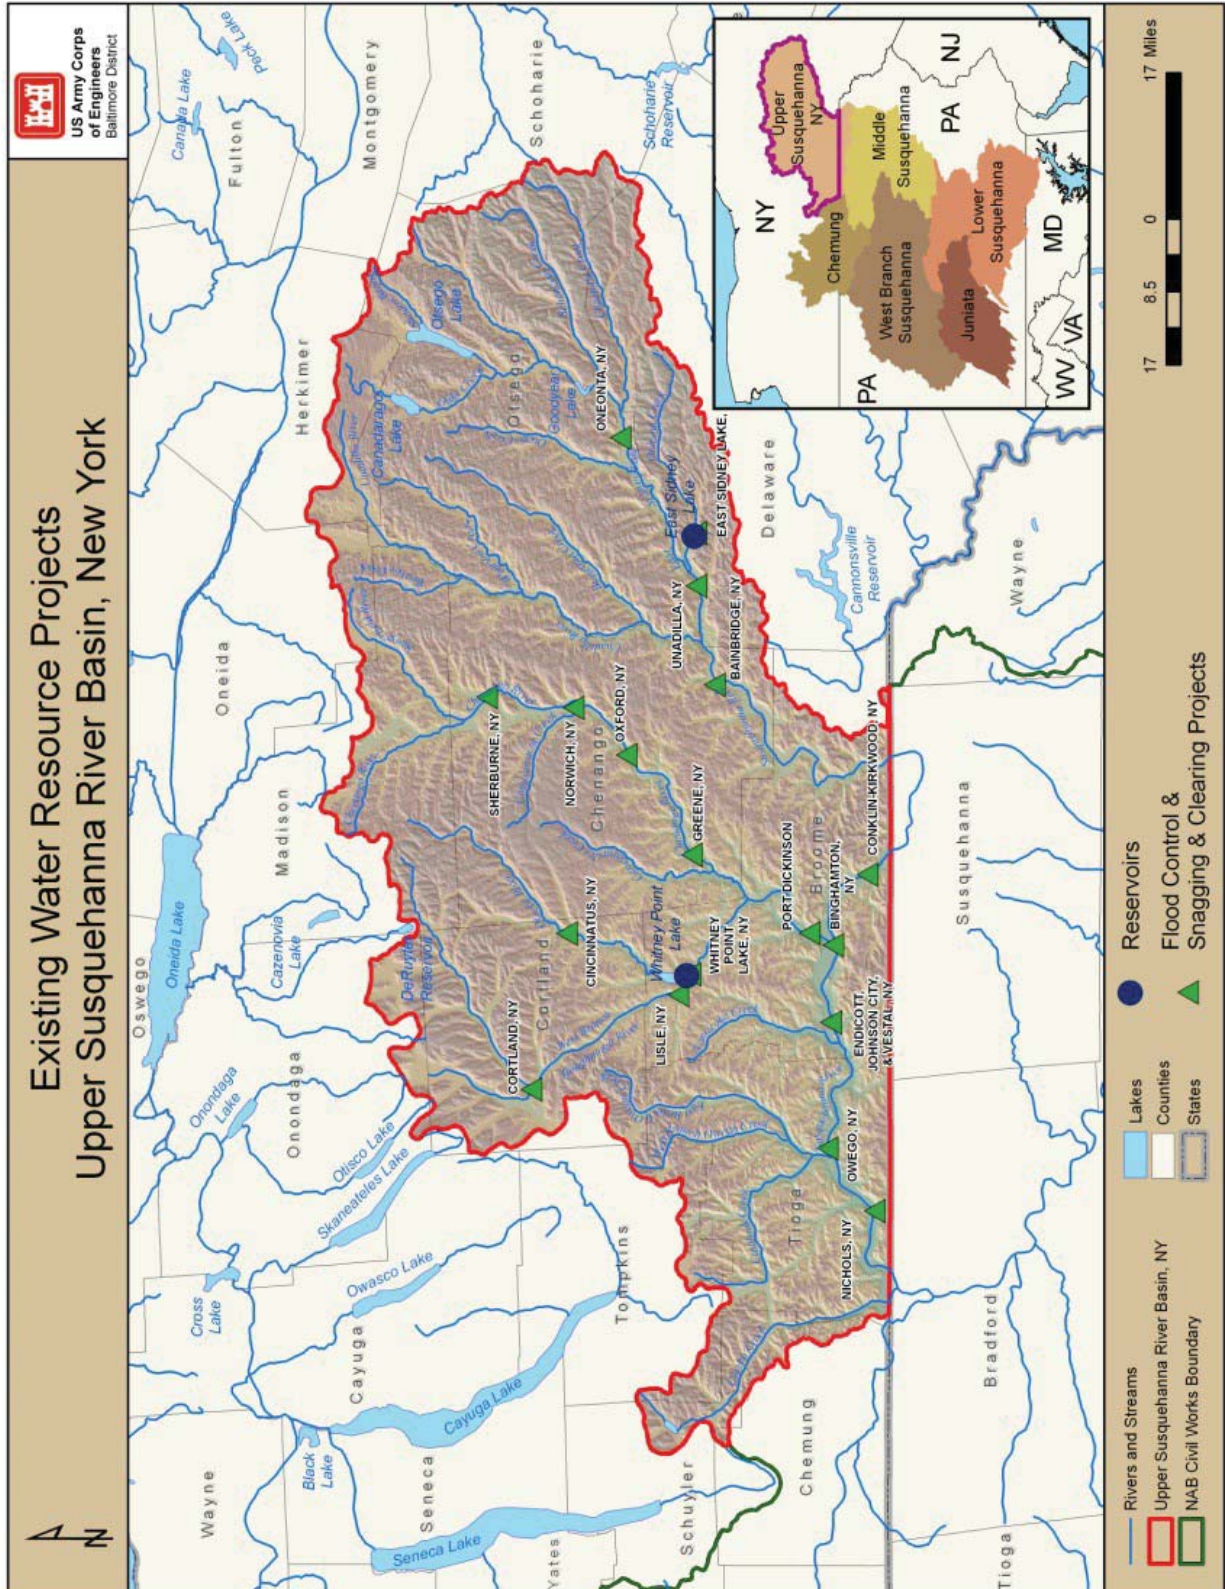 Existing Water Resource Projects
Upper Susquehanna River Basin, New York
US Army Corps
of Engineers
Baltimore District
N
Oswego
Oneida Lake
Oneida
Herkimer
Fulton
Canada Lake
Peck Lake
Montgomery
Wayne
Cross
Lake
Onondaga
Lake
Onondaga
Cazenovia
Lake
Madison
Otisco Lake
Skaneateles Lake
Owasco Lake
Cayuga
Black
Lake
Cayuga Lake
Seneca
Seneca Lake
Yates
Schuyler
Tompkins
Chemung
DeRuyter
Reservoir
Canadarago
Lake
Otsego
Lake
Otsego
Goodyear
Lake
Schoharie
Schoharie
Reservoir
CORTLAND, NY
Cortland
CINCINNATUS, NY
SHERBURNE, NY
NORWICH, NY
Chenango
OXFORD, NY
ONEONTA, NY
LISLE, NY
Whitney Point
Lake
WHITNEY
POINT
LAKE, NY
GREENE, NY
UNADILLA, NY
BAINBRIDGE, NY
East Sidney
Lake
EAST SIDNEY LAKE,
Delaware
Cannonsville
Reservoir
Tioga
OWEGO, NY
NICHOLS, NY
ENDICOTT,
JOHNSON CITY,
& VESTAL, NY
PORT DICKINSON
Broome
BINGHAMTON,
NY
CONKLIN-KIRKWOOD, NY
Tioga
Bradford
Susquehanna
Wayne
NY
Upper
Susquehanna
NY
Chemung
Middle
Susquehanna
West Branch
Susquehanna
PA
PA
NJ
Juniata
Lower
Susquehanna
WV
VA
MD
Rivers and Streams
Upper Susquehanna River Basin, NY
NAB Civil Works Boundary
Lakes
Counties
States
Reservoirs
Flood Control &
Snagging & Clearing Projects
17
8.5
0
17 Miles